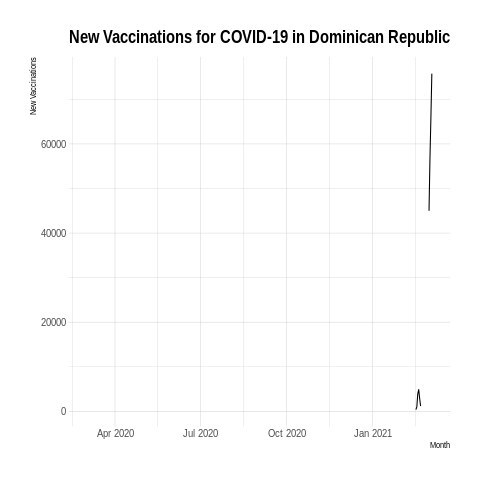 New Vaccinations for COVID-19 in Dominican Republic
New Vaccinations
60000
40000
20000
0
Apr 2020
Jul 2020
Oct 2020
Jan 2021
Month